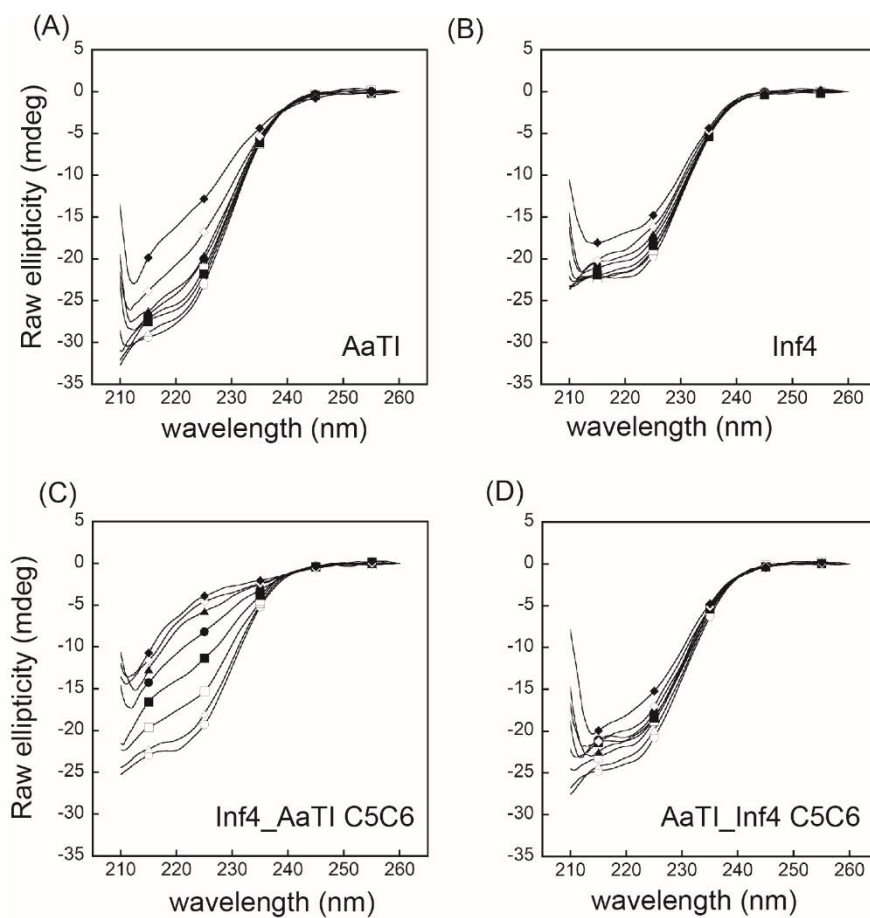 (A)
5
0
-5
-10
-15
-20
-25
-30
-35
Raw ellipticity (mdeg)
AaTI
210 220 230 240 250 260
wavelength (nm)
(B)
5
0
-5
-10
-15
-20
-25
-30
-35
Inf4
210 220 230 240 250 260
wavelength (nm)
(C)
5
0
-5
-10
-15
-20
-25
-30
-35
Raw ellipticity (mdeg)
Inf4_AaTI C5C6
210 220 230 240 250 260
wavelength (nm)
(D)
5
0
-5
-10
-15
-20
-25
-30
-35
AaTI_Inf4 C5C6
210 220 230 240 250 260
wavelength (nm)